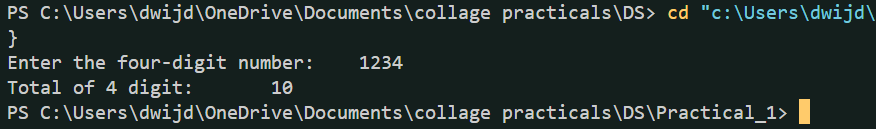 PS C:\Users\dwijd\OneDrive\Documents\collage practicals\DS> cd "c:\Users\dwijd\
}
Enter the four-digit number:    1234
Total of 4 digit:       10
PS C:\Users\dwijd\OneDrive\Documents\collage practicals\DS\Practical_1>